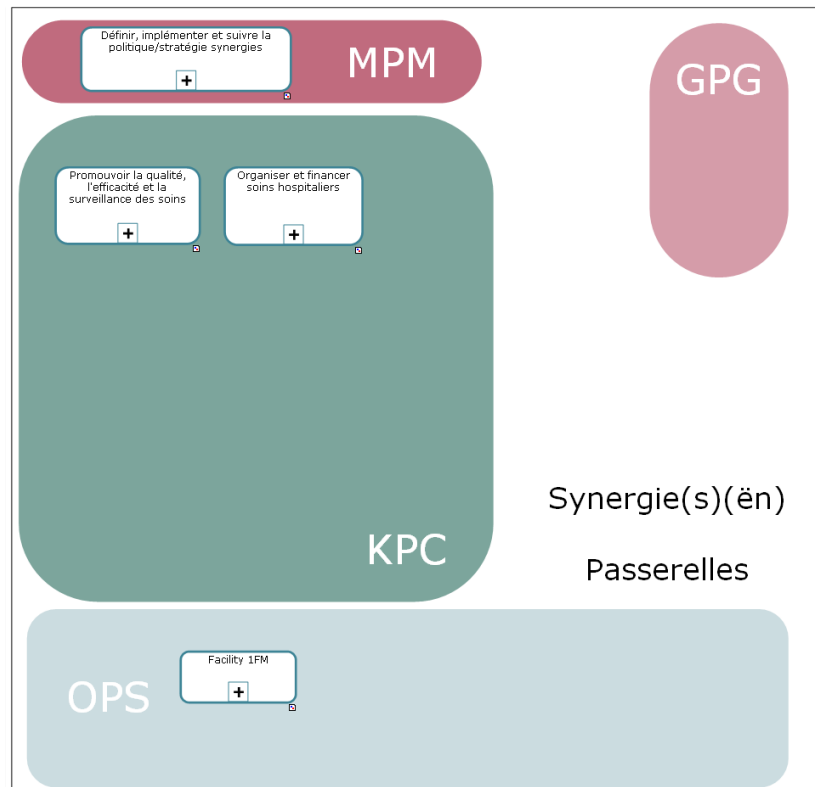 Définir, implémenter et suivre la
politique/stratégie synergies
MPM
GPG
Promouvoir la qualité,
l'efficacité et la
surveillance des soins
Organiser et financer
soins hospitaliers
KPC
Synergie(s)(ën)
Passerelles
OPS
Facility 1FM